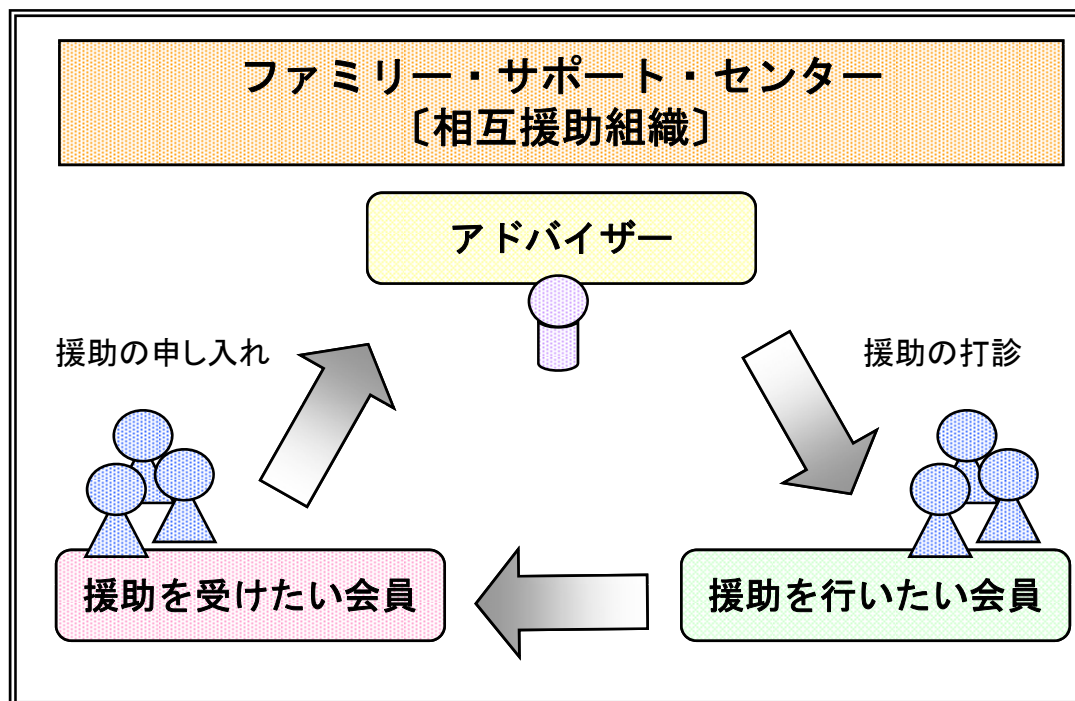 ファミリー・サポート・センター
〔相互援助組織〕
アドバイザー
援助の申し入れ
援助の打診
援助を受けたい会員
援助を行いたい会員